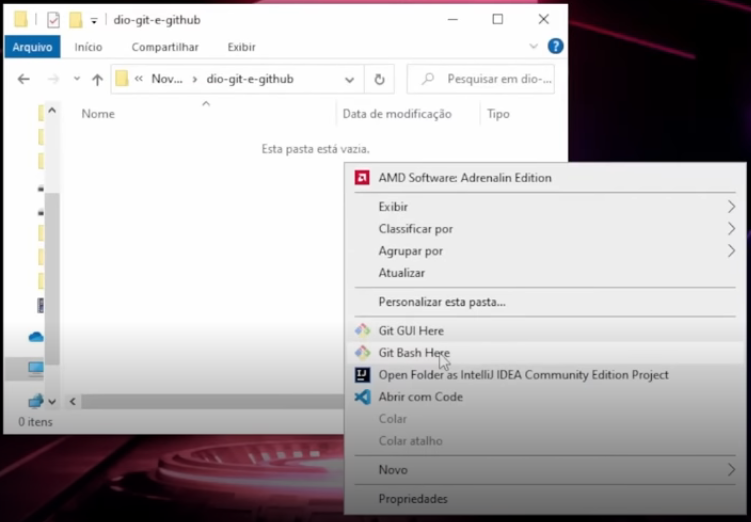 dio-git-e-github
Arquivo Início Compartilhar Exibir
Nov... dio-git-e-github Pesquisar em dio-...
Nome Data de modificação Tipo
Esta pasta está vazia.
AMD Software: Adrenalin Edition
Exibir
Classificar por
Agrupar por
Atualizar
Personalizar esta pasta...
Git GUI Here
Git Bash Here
Open Folder as IntelliJ IDEA Community Edition Project
Abrir com Code
Colar
Colar atalho
0 itens
Novo
Propriedades